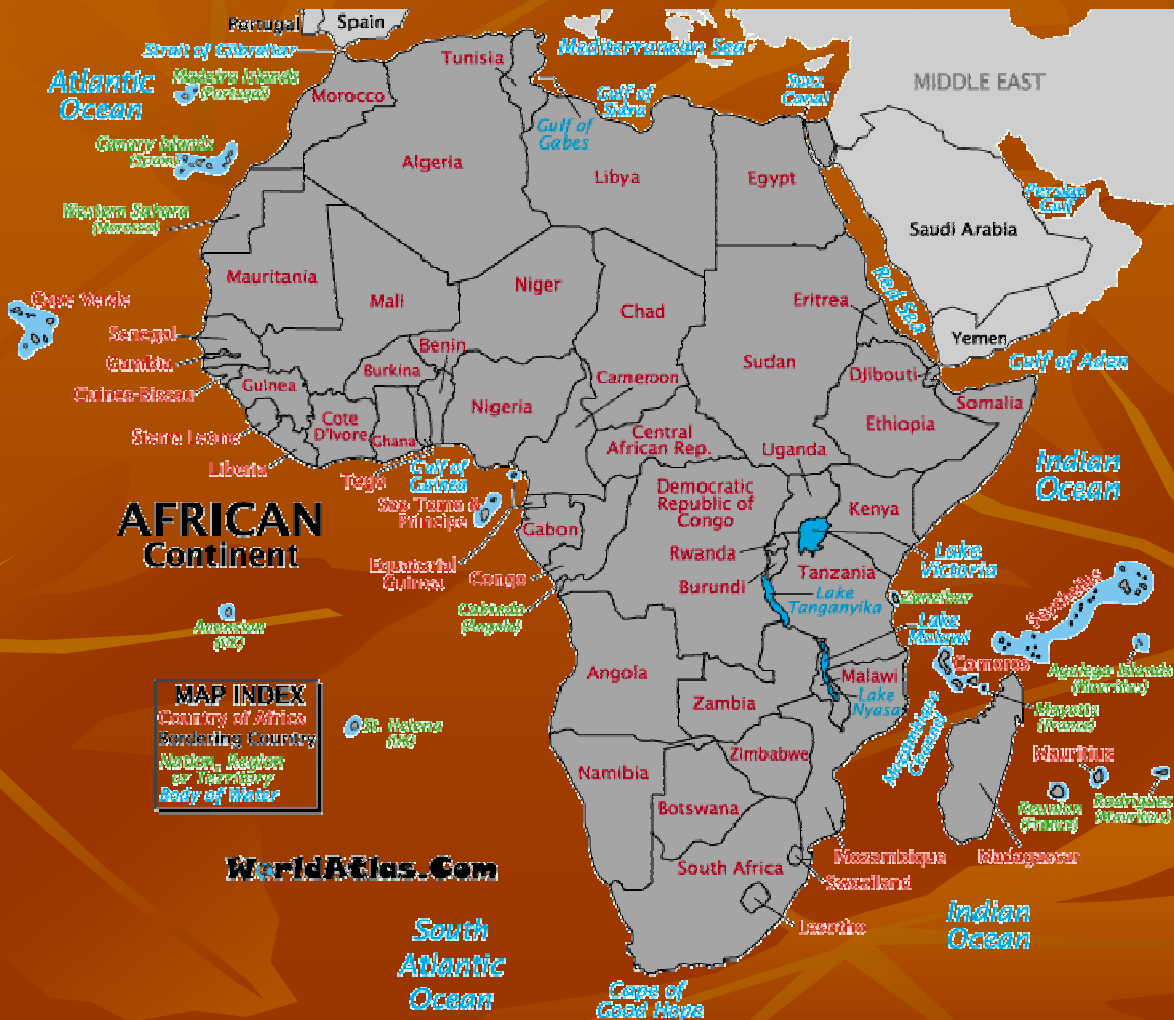 Portugal
Spain
Strait of Gibraltar
Mediterranean Sea
Tunisia
Atlantic
Ocean
Madeira Islands
(Portugal)
Morocco
Gulf of
Sidra
Suez
Canal
MIDDLE EAST
Gulf of
Gabes
Canary Islands
(Spain)
Algeria
Libya
Egypt
Persian
Gulf
Western Sahara
(Morocco)
Saudi Arabia
Mauritania
Mali
Niger
Chad
Eritrea
Red Sea
Cape Verde
Senegal
Gambia
Guinea-Bissau
Benin
Burkina
Sudan
Yemen
Gulf of Aden
Djibouti
Guinea
Cameroon
Nigeria
Somalia
Cote
D'Ivore
Ghana
Central
African Rep.
Ethiopia
Sierra Leone
Liberia
Togo
Gulf of
Guinea
Uganda
Indian
Ocean
Sao Tome &
Principe
Democratic
Republic of
Congo
Kenya
AFRICAN
Continent
Gabon
Rwanda
Lake
Victoria
Equatorial
Guinea
Congo
Burundi
Tanzania
Lake
Tanganyika
Zanzibar
Seychelles
Cabinda
(Angola)
Ascension
(UK)
Lake
Malawi
Comoros
Agalega Islands
(Mauritius)
Angola
Malawi
Lake
Nyasa
Zambia
Mayotte
(France)
MAP INDEX
Country of Africa
Bordering Country
Nation, Region
or Territory
Body of Water
St. Helena
(UK)
Mozambique
Channel
Zimbabwe
Namibia
Mauritius
Botswana
Reunion
(France)
Rodrigues
(Mauritius)
WorldAtlas.Com
South Africa
Mozambique
Madagascar
Swaziland
Lesotho
Indian
Ocean
South
Atlantic
Ocean
Cape of
Good Hope